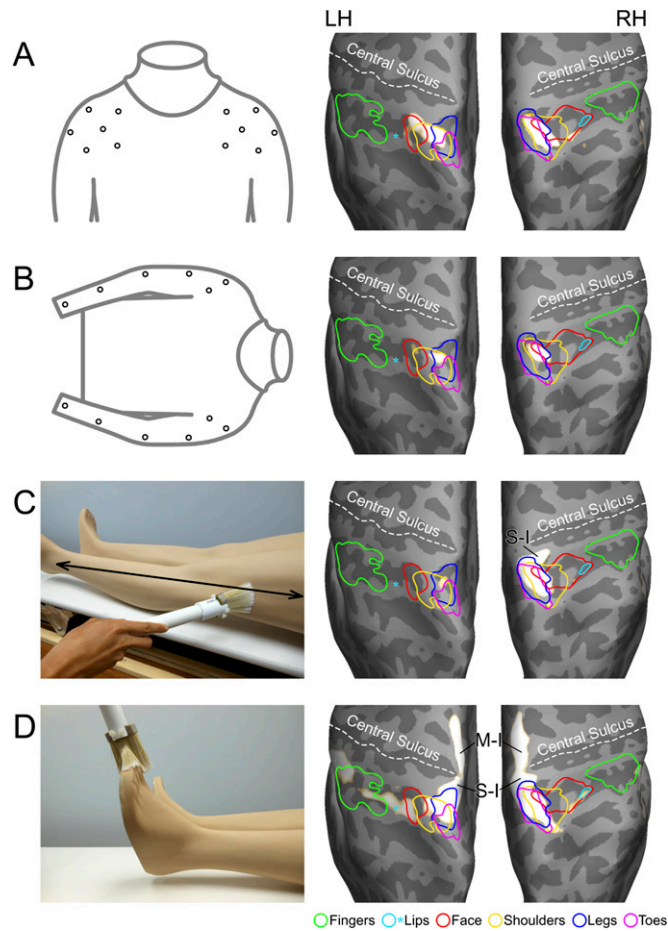 LH RH
A
Central Sulcus Central Sulcus
B
Central Sulcus Central Sulcus
C
Central Sulcus Central Sulcus
S-I
D
Central Sulcus Central Sulcus
M-I
S-I
Fingers *Lips Face Shoulders Legs Toes